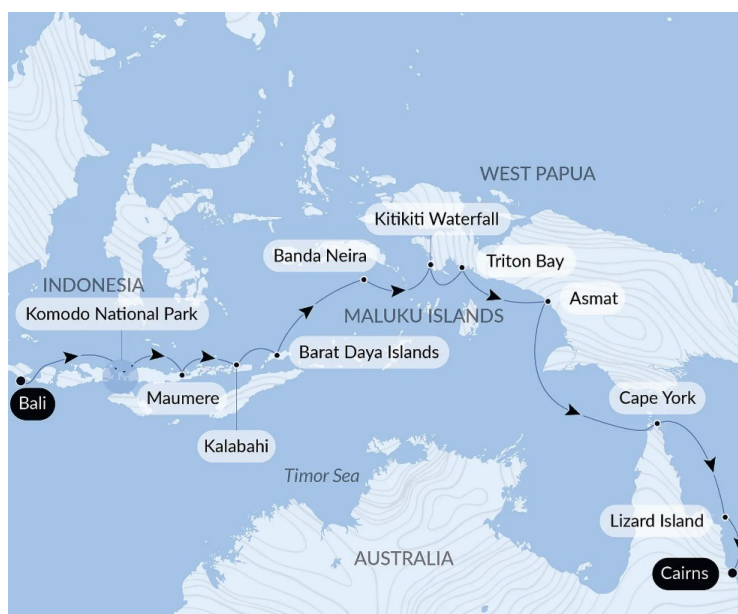 WEST PAPUA
Kitikiti Waterfall
Banda Neira
Triton Bay
INDONESIA
Asmat
Komodo National Park
MALUKU ISLANDS
Barat Daya Islands
Maumere
Bali
Cape York
Kalabahi
Timor Sea
Lizard Island
AUSTRALIA
Cairns